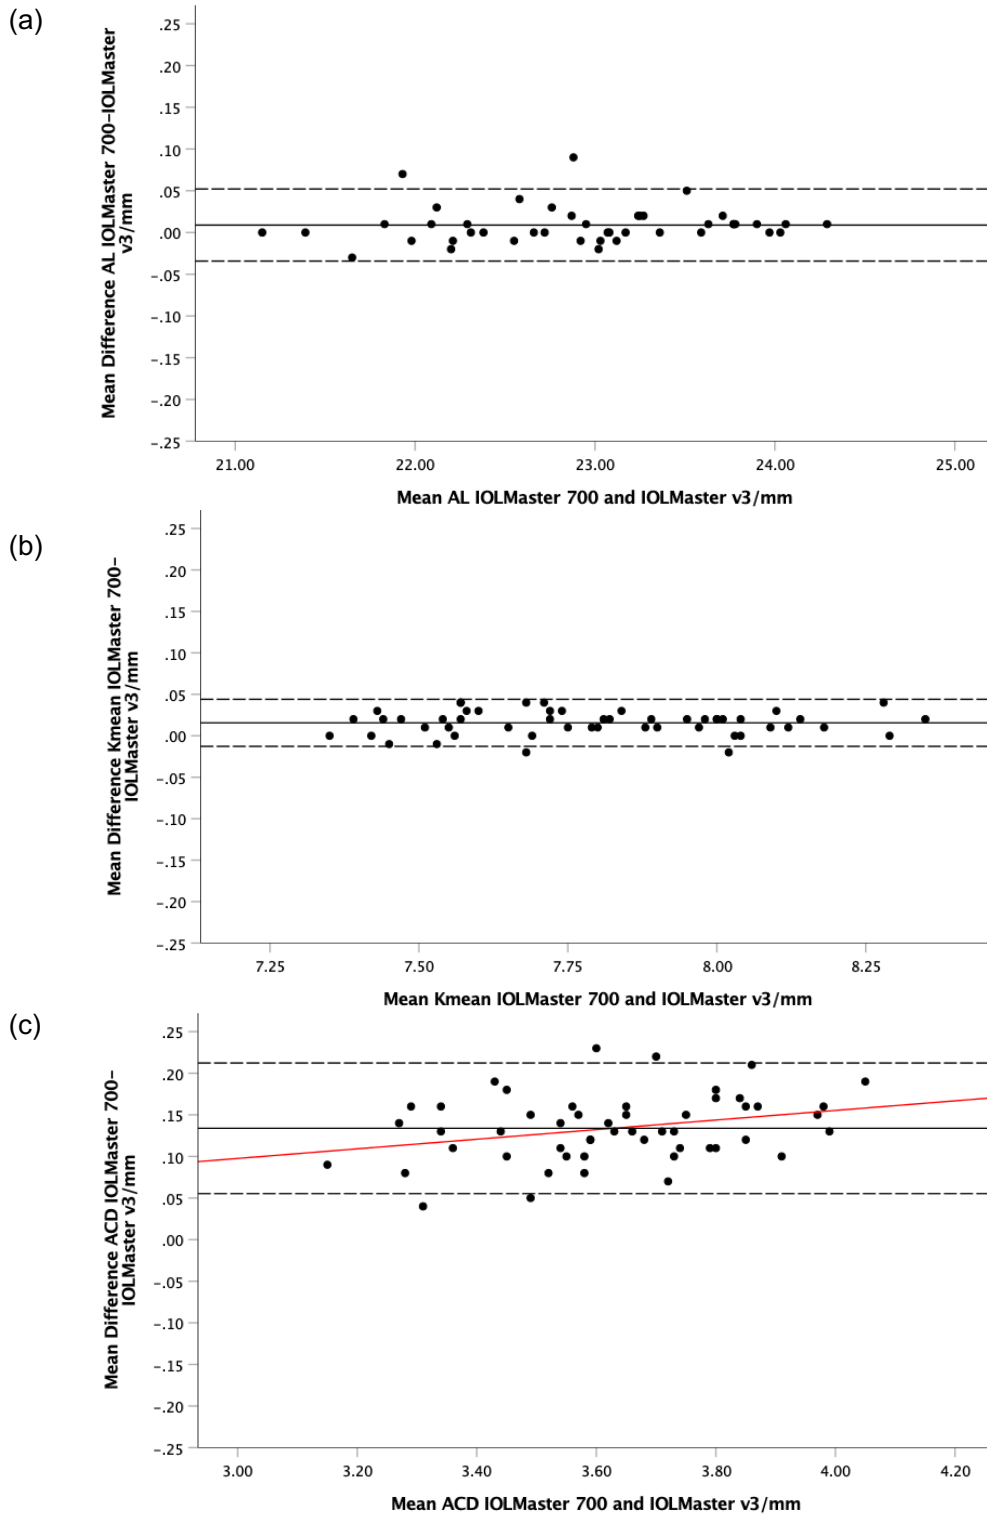 (a)
.25
.20
.15
.10
.05
.00
-.05
-.10
-.15
-.20
-.25
Mean Difference AL IOLMaster 700-IOLMaster
v3/mm
21.00 22.00 23.00 24.00 25.00
Mean AL IOLMaster 700 and IOLMaster v3/mm
(b)
.25
.20
.15
.10
.05
.00
-.05
-.10
-.15
-.20
-.25
Mean Difference Kmean IOLMaster 700-
IOLMaster v3/mm
7.25 7.50 7.75 8.00 8.25
Mean Kmean IOLMaster 700 and IOLMaster v3/mm
(c)
.25
.20
.15
.10
.05
.00
-.05
-.10
-.15
-.20
-.25
Mean Difference ACD IOLMaster 700-
IOLMaster v3/mm
3.00 3.20 3.40 3.60 3.80 4.00 4.20
Mean ACD IOLMaster 700 and IOLMaster v3/mm